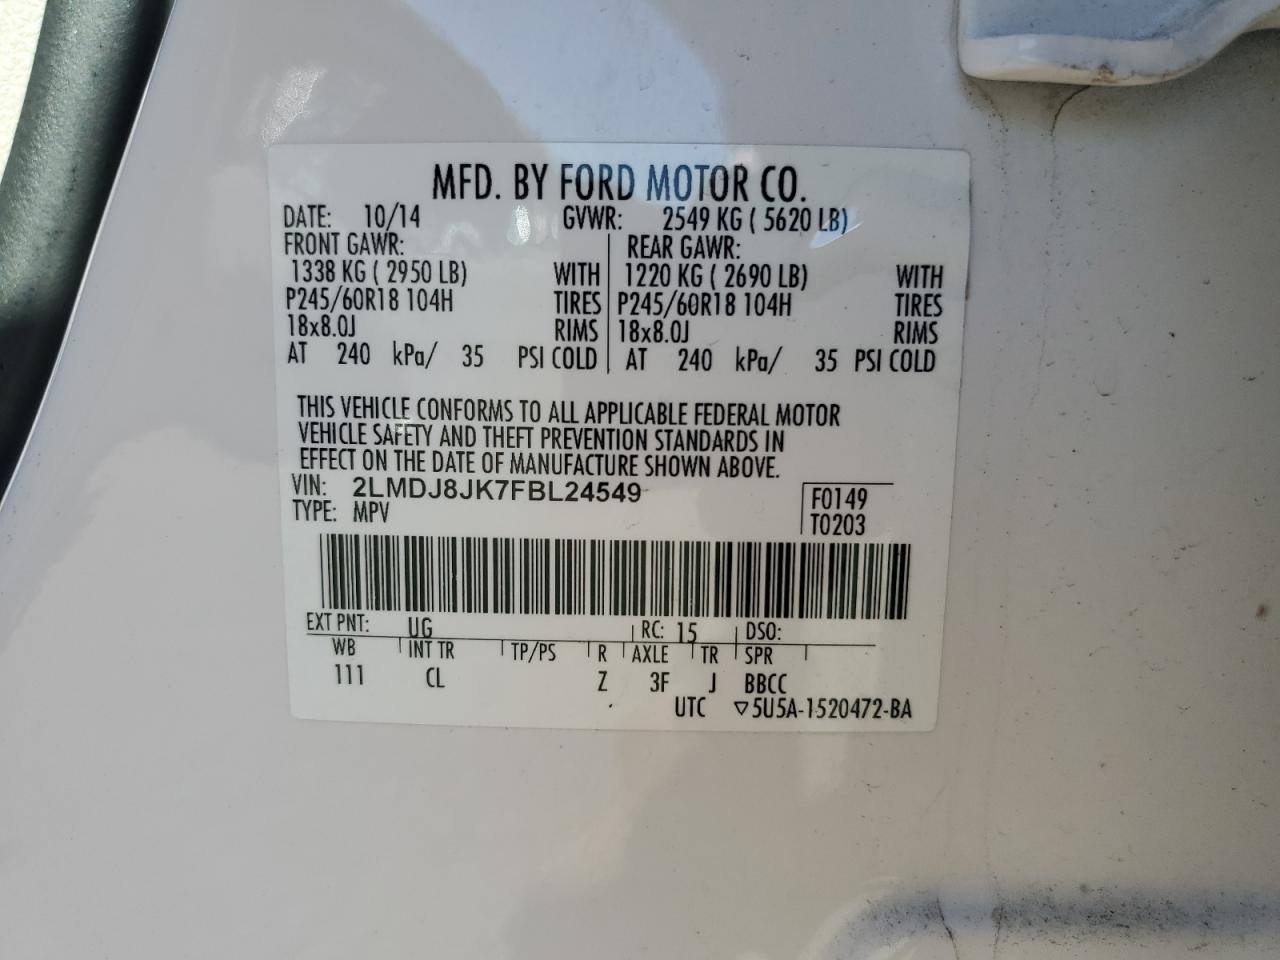 MFD. BY FORD MOTOR CO.
DATE: 10/14 GVWR: 2549 KG ( 5620 LB)
FRONT GAWR: REAR GAWR:
1338 KG ( 2950 LB) WITH 1220 KG ( 2690 LB) WITH
P245/60R18 104H TIRES P245/60R18 104H TIRES
18x8.0J RIMS 18x8.0J RIMS
AT 240 kPa/ 35 PSI COLD AT 240 kPa/ 35 PSI COLD
THIS VEHICLE CONFORMS TO ALL APPLICABLE FEDERAL MOTOR
VEHICLE SAFETY AND THEFT PREVENTION STANDARDS IN
EFFECT ON THE DATE OF MANUFACTURE SHOWN ABOVE.
VIN: 2LMDJ8JK7FBL24549 F0149
TYPE: MPV T0203
EXT PNT: UG RC: 15 DSO:
WB INT TR TP/PS R AXLE TR SPR
111 CL Z 3F J BBCC
UTC ▽5U5A-1520472-BA